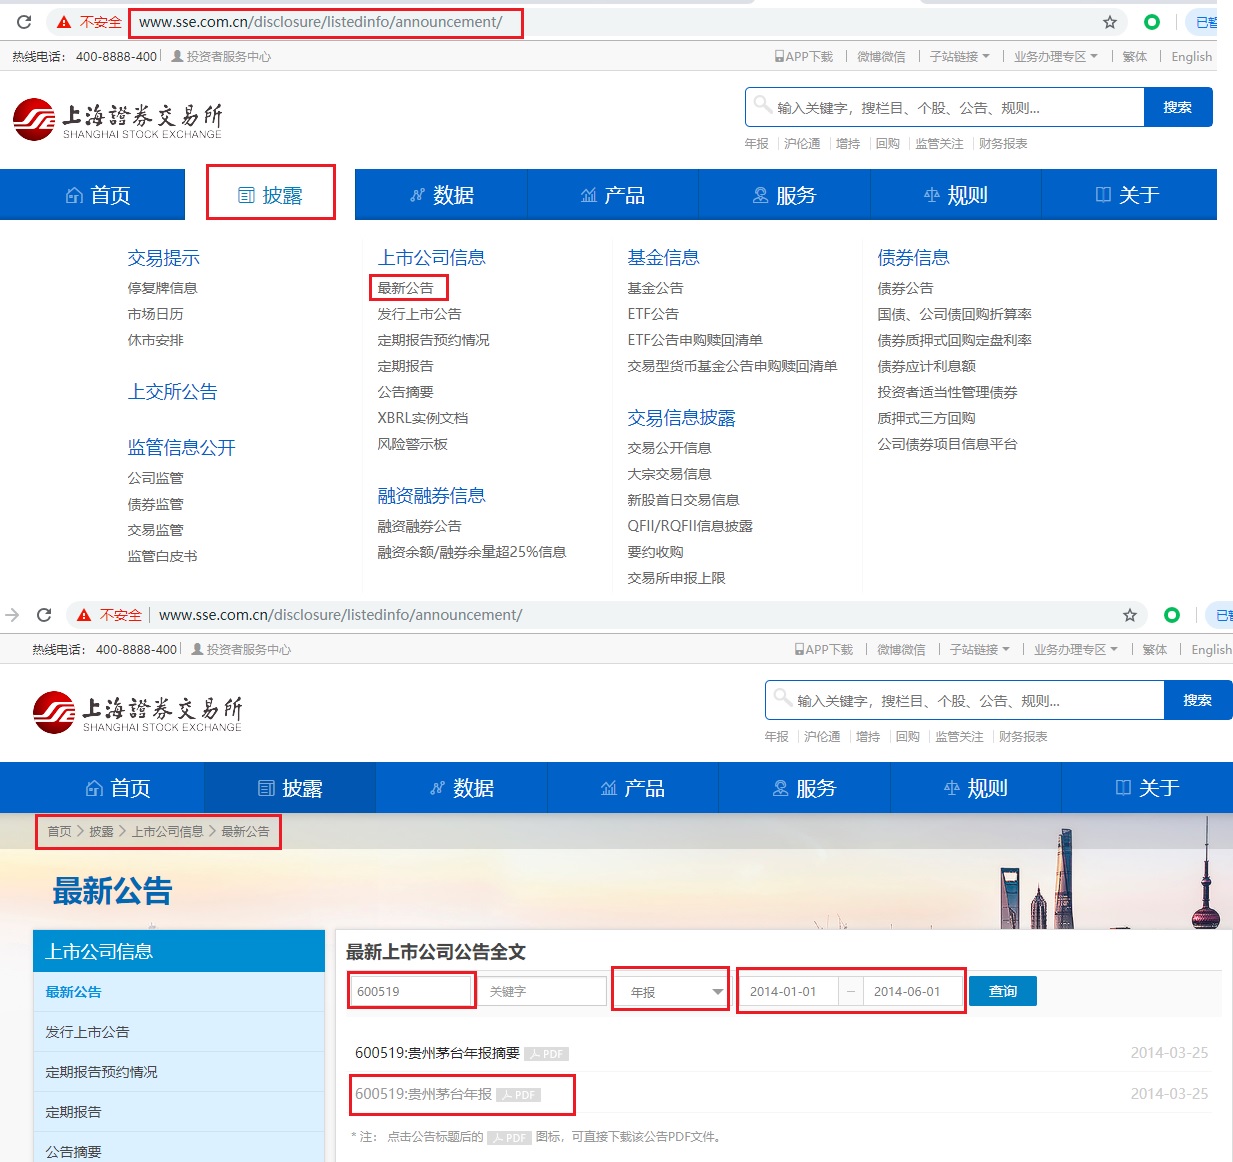 不安全 www.sse.com.cn/disclosure/listedinfo/announcement/
热线电话： 400-8888-400 投资者服务中心 APP下载 微博微信 子站链接 业务办理专区 繁体 English
上海證券交易所
SHANGHAI STOCK EXCHANGE
输入关键字，搜栏目、个股、公告、规则... 搜索
年报 沪伦通 增持 回购 监管关注 财务报表
首页 披露 数据 产品 服务 规则 关于
交易提示
停复牌信息
市场日历
休市安排
上交所公告
监管信息公开
公司监管
债券监管
交易监管
监管白皮书
上市公司信息
最新公告
发行上市公告
定期报告预约情况
定期报告
公告摘要
XBRL实例文档
风险警示板
融资融券信息
融资融券公告
融资余额/融券余量超25%信息
基金信息
基金公告
ETF公告
ETF公告申购赎回清单
交易型货币基金公告申购赎回清单
交易信息披露
交易公开信息
大宗交易信息
新股首日交易信息
QFII/RQFII信息披露
要约收购
交易所申报上限
债券信息
债券公告
国债、公司债回购折算率
债券质押式回购定盘利率
债券应计利息额
投资者适当性管理债券
质押式三方回购
公司债券项目信息平台
不安全 www.sse.com.cn/disclosure/listedinfo/announcement/
热线电话： 400-8888-400 投资者服务中心 APP下载 微博微信 子站链接 业务办理专区 繁体 English
上海證券交易所
SHANGHAI STOCK EXCHANGE
输入关键字，搜栏目、个股、公告、规则... 搜索
年报 沪伦通 增持 回购 监管关注 财务报表
首页 披露 数据 产品 服务 规则 关于
首页 > 披露 > 上市公司信息 > 最新公告
最新公告
上市公司信息
最新公告
发行上市公告
定期报告预约情况
定期报告
公告摘要
最新上市公司公告全文
600519 关键字 年报 2014-01-01 — 2014-06-01 查询
600519:贵州茅台年报摘要 PDF 2014-03-25
600519:贵州茅台年报 PDF 2014-03-25
* 注： 点击公告标题后的 PDF 图标，可直接下载该公告PDF文件。